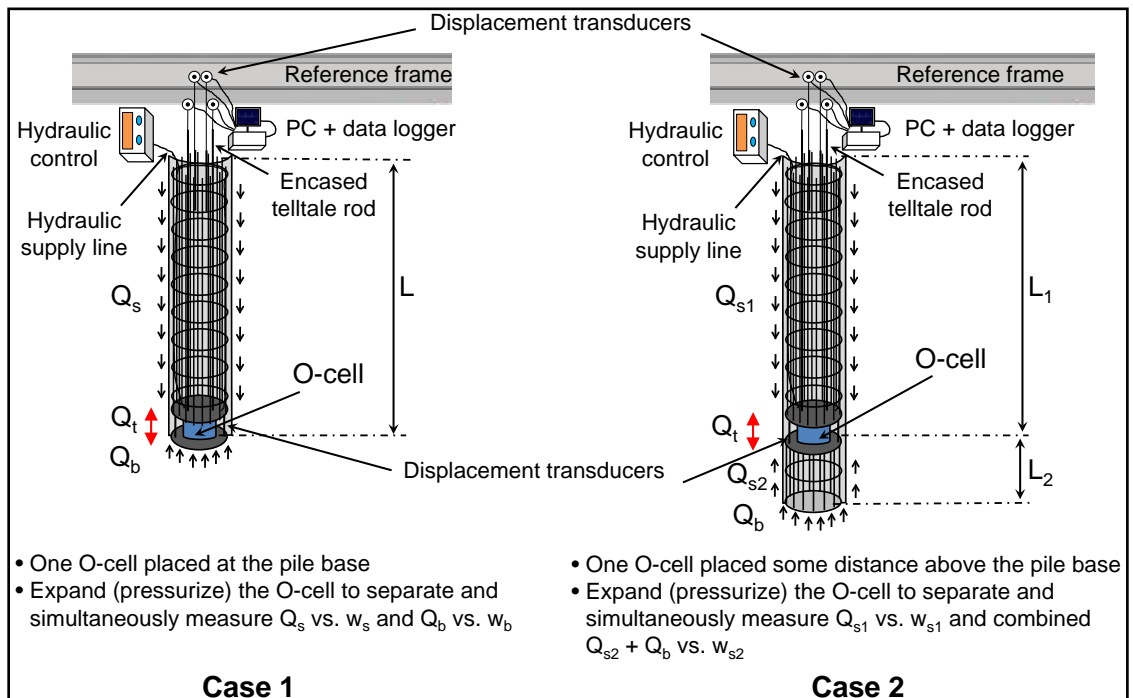 Displacement transducers
Reference frame
Hydraulic
control
PC + data logger
Encased
telltale rod
Hydraulic
supply line
Qs
L
O-cell
Qt
Qb
Reference frame
Hydraulic
control
PC + data logger
Encased
telltale rod
Hydraulic
supply line
Qs1
L1
O-cell
Qt
Qs2
L2
Qb
Displacement transducers
• One O-cell placed at the pile base
• Expand (pressurize) the O-cell to separate and
simultaneously measure Qs vs. ws and Qb vs. wb
Case 1
• One O-cell placed some distance above the pile base
• Expand (pressurize) the O-cell to separate and
simultaneously measure Qs1 vs. ws1 and combined
Qs2 + Qb vs. ws2
Case 2